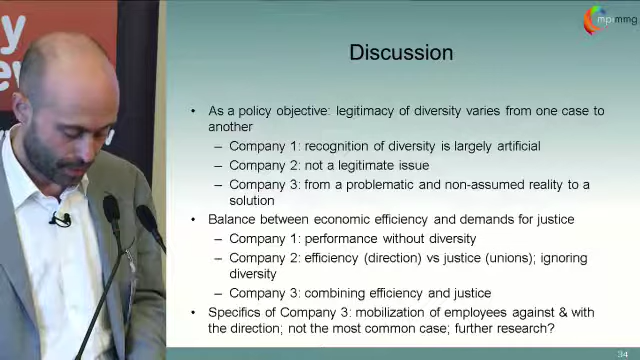 mpi mmg
y
ev
Discussion
• As a policy objective: legitimacy of diversity varies from one case to
another
– Company 1: recognition of diversity is largely artificial
– Company 2: not a legitimate issue
– Company 3: from a problematic and non-assumed reality to a
solution
• Balance between economic efficiency and demands for justice
– Company 1: performance without diversity
– Company 2: efficiency (direction) vs justice (unions); ignoring
diversity
– Company 3: combining efficiency and justice
• Specifics of Company 3: mobilization of employees against & with
the direction; not the most common case; further research?
34